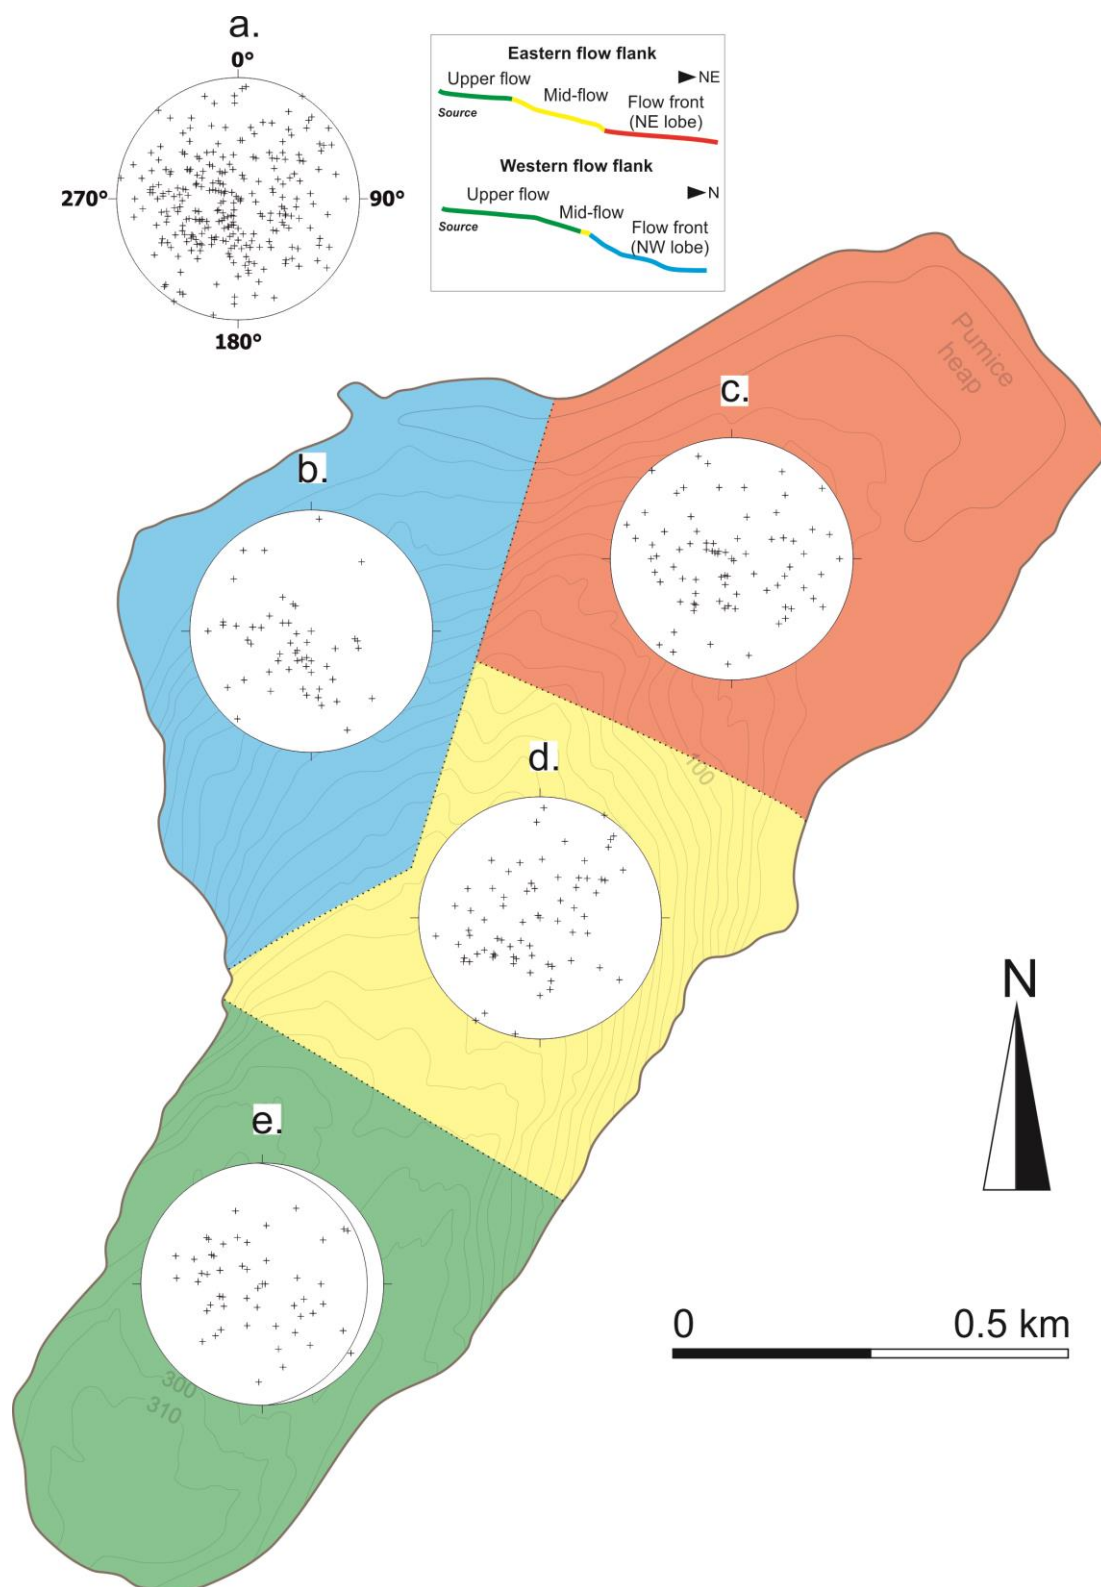 a.
0°
270°
90°
180°
Eastern flow flank
Upper flow
NE
Mid-flow
Source
Flow front
(NE lobe)
Western flow flank
Upper flow
N
Mid-flow
Source
Flow front
(NW lobe)
Pumice
heap
c.
b.
d.
100
N
e.
0
0.5 km
300
310